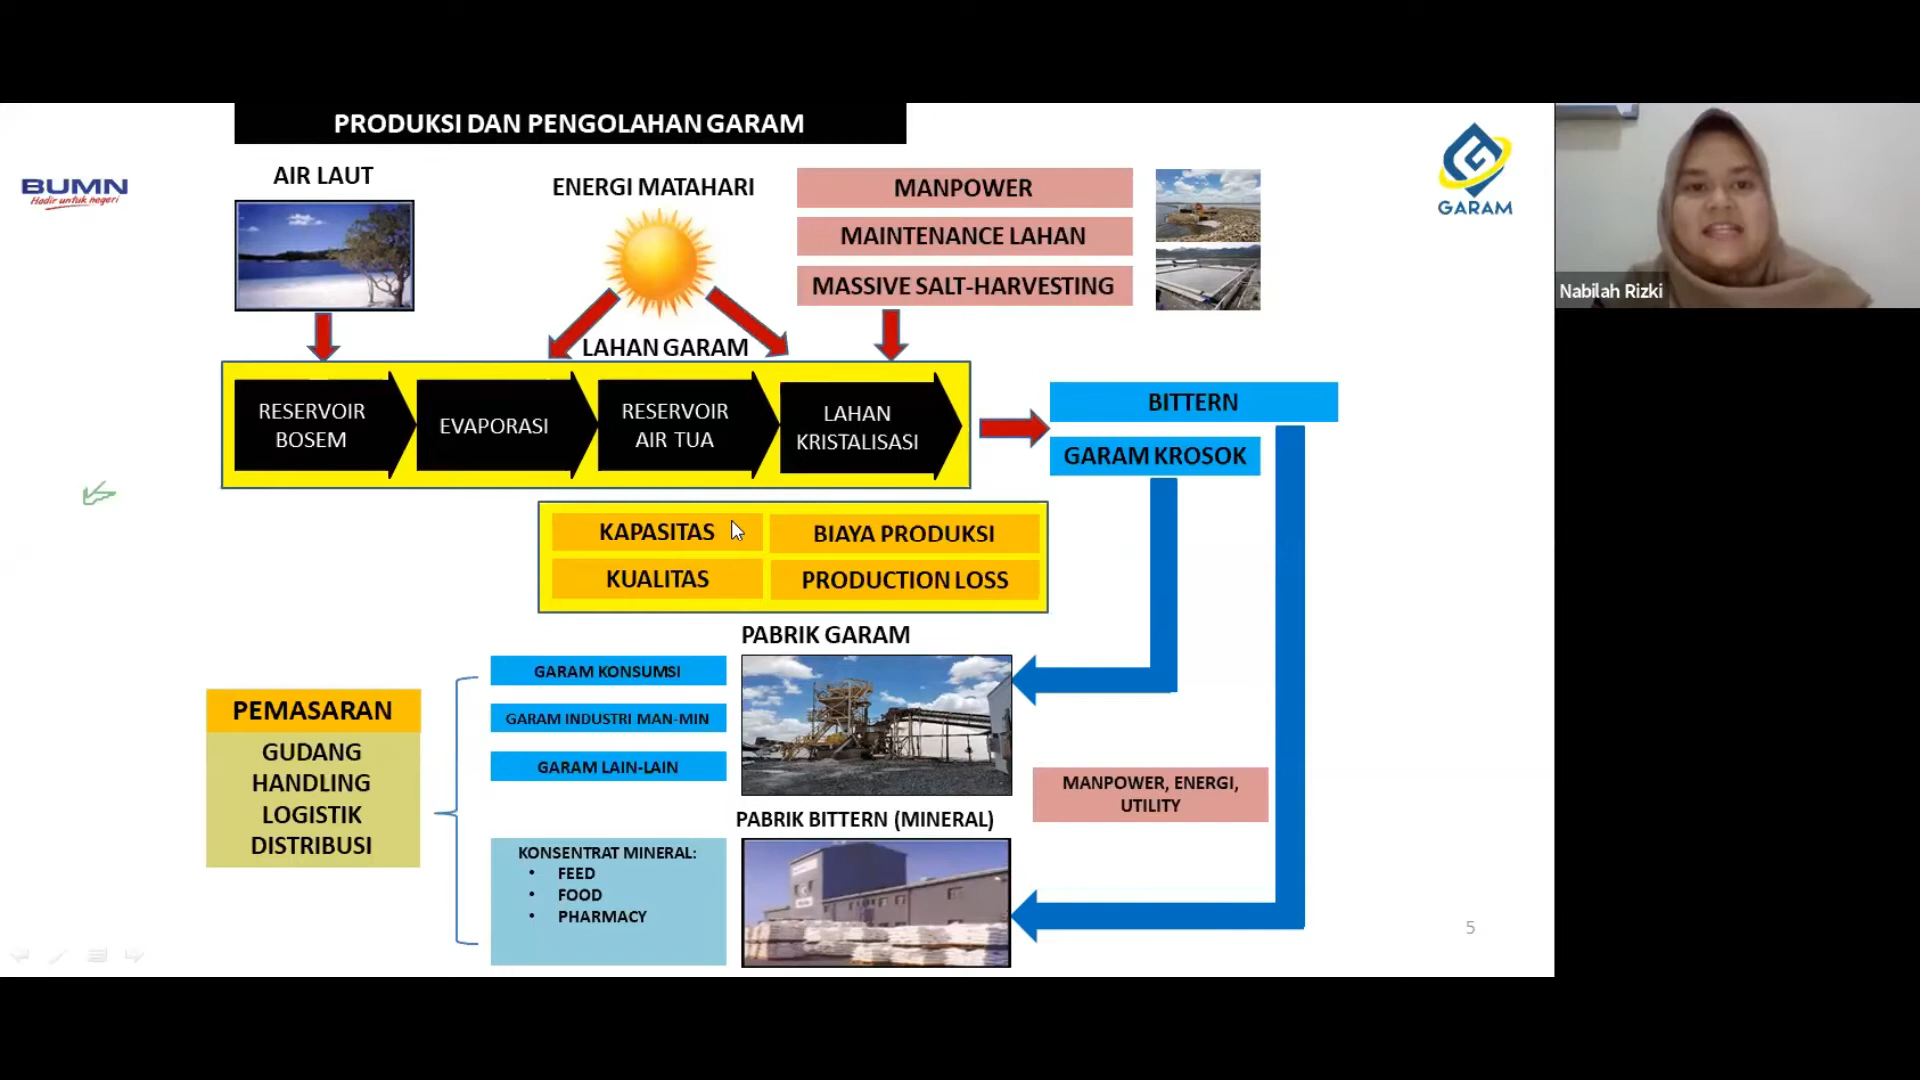 PRODUKSI DAN PENGOLAHAN GARAM
BUMN
Hadir untuk negeri
AIR LAUT
ENERGI MATAHARI
MANPOWER
MAINTENANCE LAHAN
MASSIVE SALT-HARVESTING
GARAM
Nabilah Rizki
LAHAN GARAM
RESERVOIR
BOSEM
EVAPORASI
RESERVOIR
AIR TUA
LAHAN
KRISTALISASI
BITTERN
GARAM KROSOK
KAPASITAS
BIAYA PRODUKSI
KUALITAS
PRODUCTION LOSS
PABRIK GARAM
GARAM KONSUMSI
GARAM INDUSTRI MAN-MIN
GARAM LAIN-LAIN
PEMASARAN
GUDANG
HANDLING
LOGISTIK
DISTRIBUSI
MANPOWER, ENERGI,
UTILITY
PABRIK BITTERN (MINERAL)
KONSENTRAT MINERAL:
• FEED
• FOOD
• PHARMACY
5